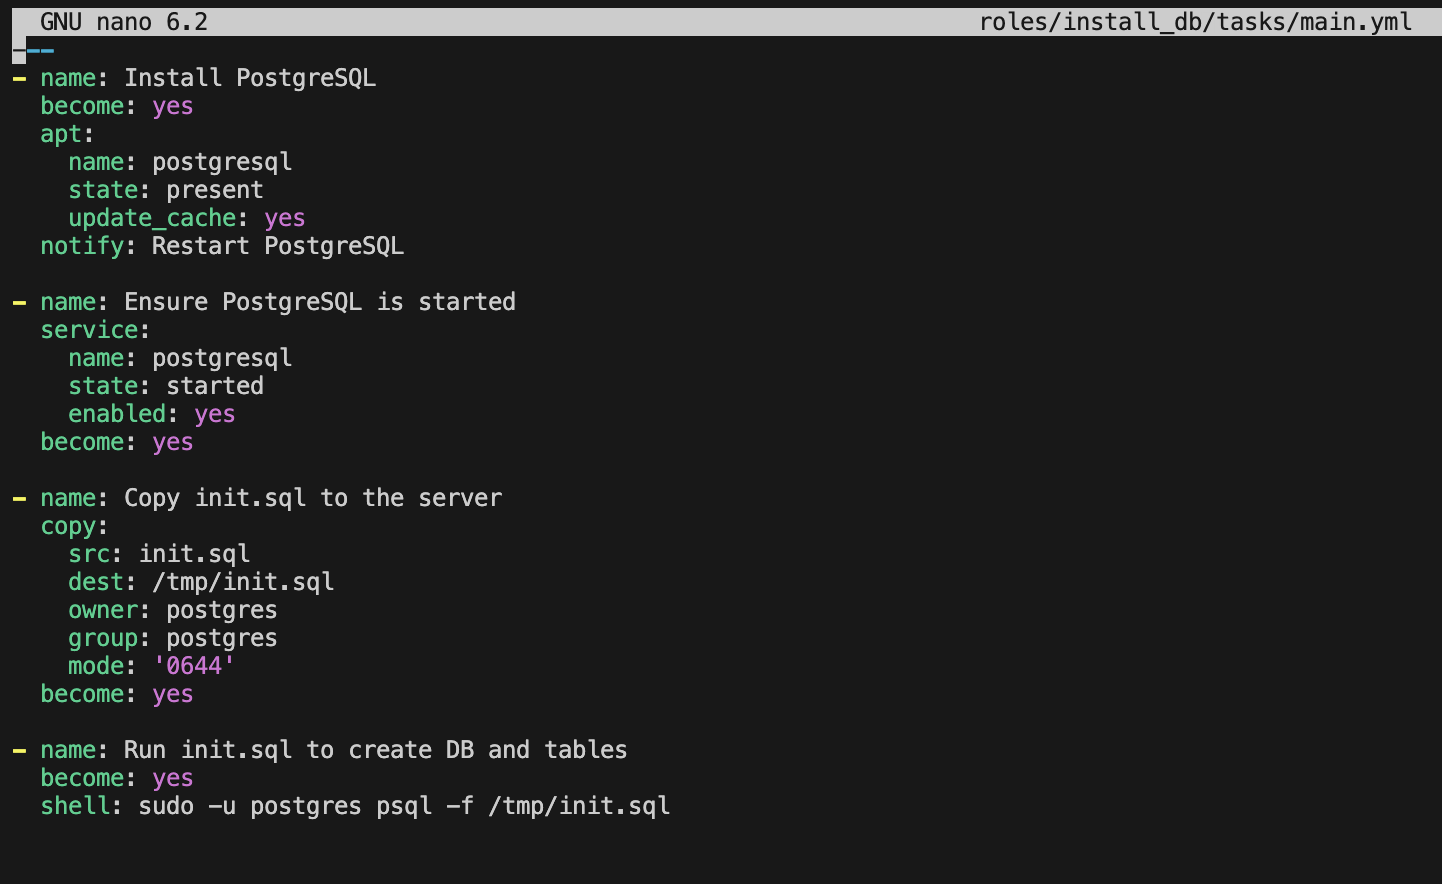 GNU nano 6.2 roles/install_db/tasks/main.yml
---
- name: Install PostgreSQL
  become: yes
  apt:
    name: postgresql
    state: present
    update_cache: yes
  notify: Restart PostgreSQL

- name: Ensure PostgreSQL is started
  service:
    name: postgresql
    state: started
    enabled: yes
  become: yes

- name: Copy init.sql to the server
  copy:
    src: init.sql
    dest: /tmp/init.sql
    owner: postgres
    group: postgres
    mode: '0644'
  become: yes

- name: Run init.sql to create DB and tables
  become: yes
  shell: sudo -u postgres psql -f /tmp/init.sql